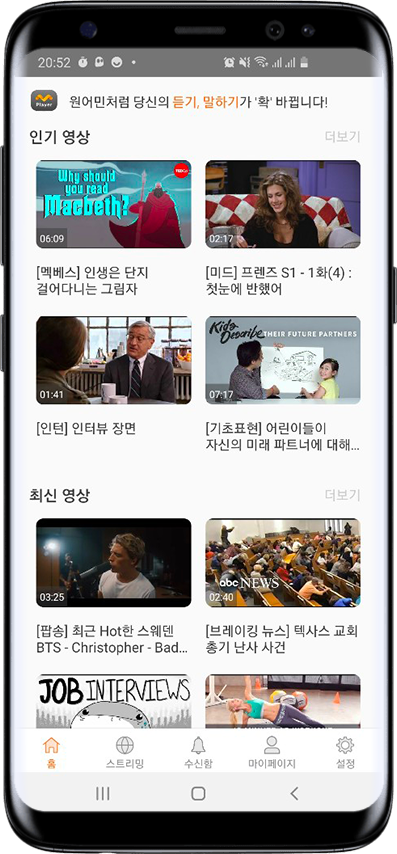 20:52
Player
원어민처럼 당신의 듣기, 말하기가 '확' 바뀝니다!
인기 영상
더보기
Why should
you read
Macbeth?
06:09
02:17
[멕베스] 인생은 단지
걸어다니는 그림자
[미드] 프렌즈 S1 - 1화(4) :
첫눈에 반했어
01:41
Kids
Describe THEIR FUTURE PARTNERS
07:17
[인턴] 인터뷰 장면
[기초표현] 어린이들이
자신의 미래 파트너에 대해...
최신 영상
더보기
03:25
abc NEWS
02:40
[팝송] 최근 Hot한 스웨덴
BTS - Christopher - Bad...
[브레이킹 뉴스] 텍사스 교회
총기 난사 사건
JOB INTERVIEWS
홈
스트리밍
수신함
마이페이지
설정